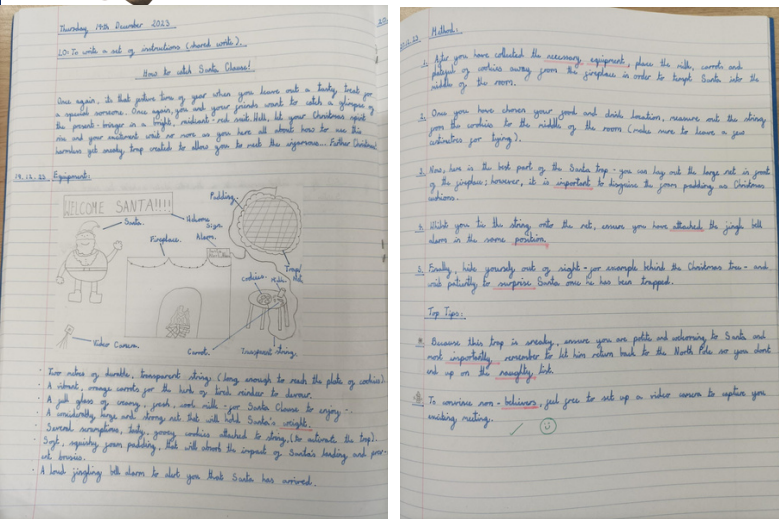 Thursday 14th December 2023
LO: To write a set of instructions (shared write).
How to catch Santa Clause!
Once again, its that festive time of year when you leave out a tasty treat for
a special someone. Once again, you and your friends want to catch a glimpse of
the present-bringer in a bright, radiant-red suit. Well, let your Christmas spirit
rise and your excitement wait no more as you hear all about how to use this
harmless yet sneaky trap created to allow you to meet the vigorous... Father Christmas.
14.12.23 Equipment:
WELCOME SANTA!!!!
Santa.
Welcome Sign
Padding
Fireplace.
Alarm.
Trap/Net
cookies.
Milk
Video Camera.
Carrot.
Transparent string.
· Two metres of durable, transparent string (long enough to reach the plate of cookies)
· A vibrant, orange carrots for the herd of tired reindeer to devour.
· A full glass of creamy, fresh, cool milk - for Santa Clause to enjoy -.
· A considerably large and strong net that will hold Santa's weight.
· Several scrumptious, tasty, gooey cookies attached to string, (to activate the trap).
· Soft, squishy foam padding, that will absorb the impact of Santa's landing and prev-
ent bruises.
· A loud jingling bell alarm to alert you that Santa has arrived.
Method:
1. After you have collected the necessary equipment, place the milk, carrot and
plateful of cookies away from the fireplace in order to tempt Santa into the
middle of the room.
2. Once you have chosen your food and drink location, measure out the string
from the cookies to the middle of the room (make sure to leave a few
centimetres for tying).
3. Now, here is the best part of the Santa trap - you can lay out the large net in front
of the fireplace; however, it is important to disguise the foam padding as Christmas
cushions.
4. Whilst you tie the string onto the net, ensure you have attached the jingle bell
alarm in the same position.
5. Finally, hide yourself out of sight - for example behind the Christmas tree - and
wait patiently to surprise Santa once he has been trapped.
Top Tips:
Because this trap is sneaky, ensure you are polite and welcoming to Santa and
most importantly remember to let him return back to the North Pole so you dont
end up on the naughty list.
To convince non-believers, feel free to set up a video camera to capture your
exciting meeting.